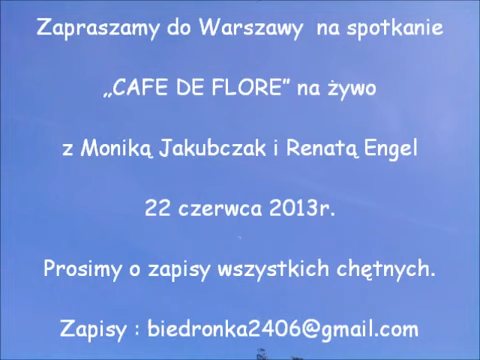 Zapraszamy do Warszawy na spotkanie
„CAFE DE FLORE” na żywo
z Moniką Jakubczak i Renatą Engel
22 czerwca 2013r.
Prosimy o zapisy wszystkich chętnych.
Zapisy : biedronka2406@gmail.com